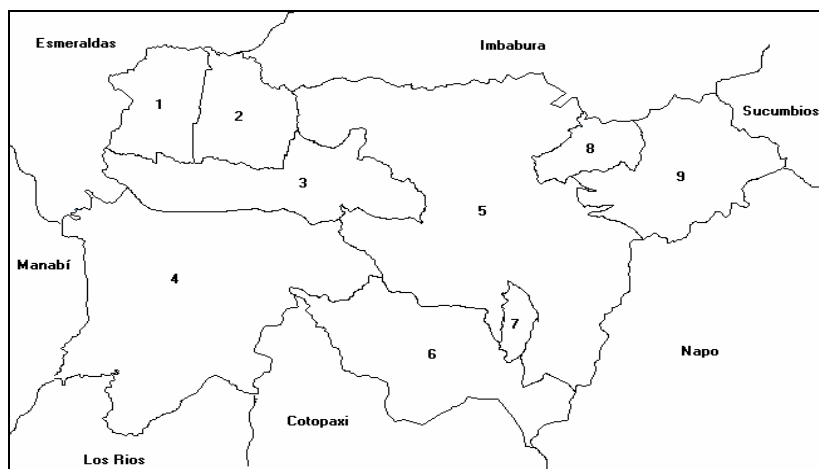 Esmeraldas
Imbabura
1
2
Sucumbios
8
9
3
5
Manabí
4
7
6
Napo
Cotopaxi
Los Rios